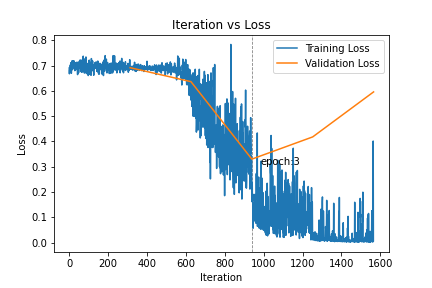 Iteration vs Loss
Training Loss
Validation Loss
0.8
0.7
0.6
0.5
0.4
0.3
0.2
0.1
0.0
Loss
epoch:3
0 200 400 600 800 1000 1200 1400 1600
Iteration